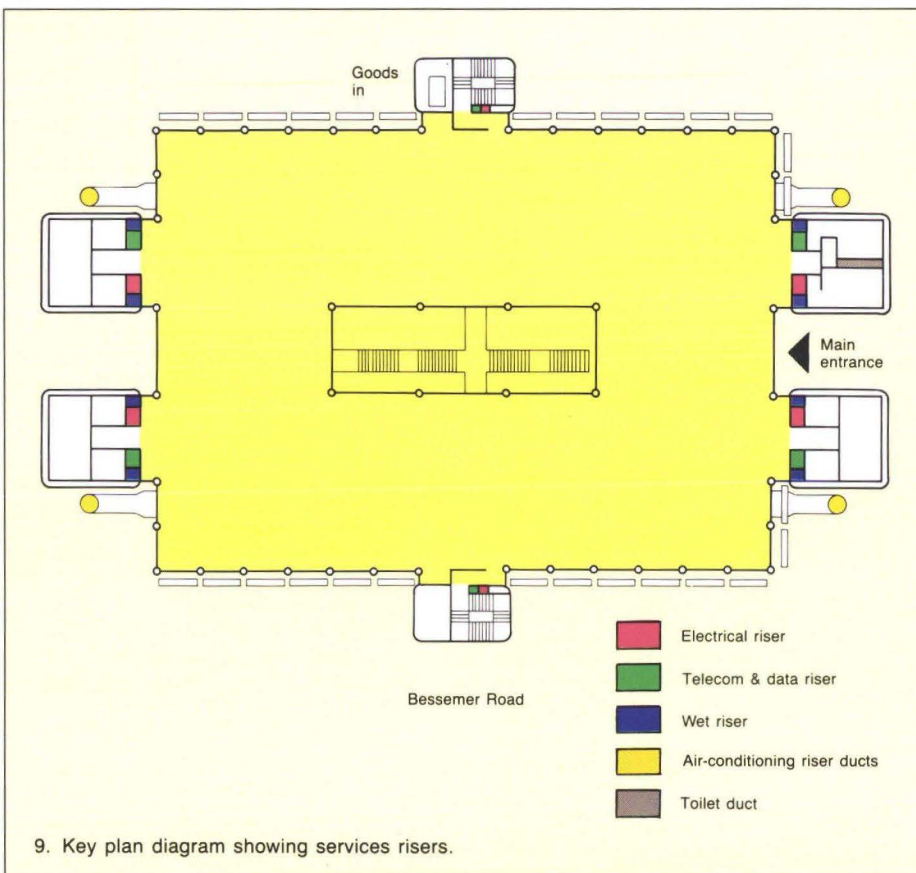 Goods
in
Main
entrance
Bessemer Road
Electrical riser
Telecom & data riser
Wet riser
Air-conditioning riser ducts
Toilet duct
9. Key plan diagram showing services risers.